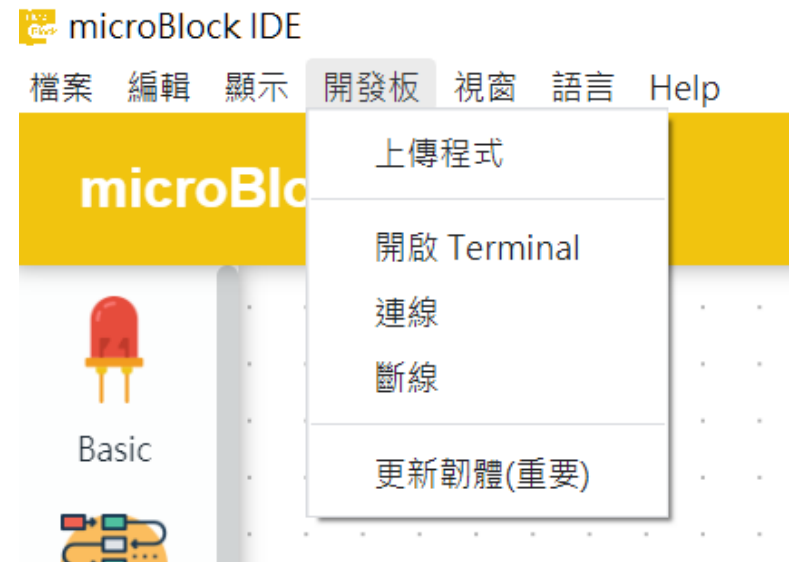 microBlock IDE
檔案 編輯 顯示 開發板 視窗 語言 Help
上傳程式
microBlo
開啟 Terminal
連線
斷線
Basic
更新韌體(重要)